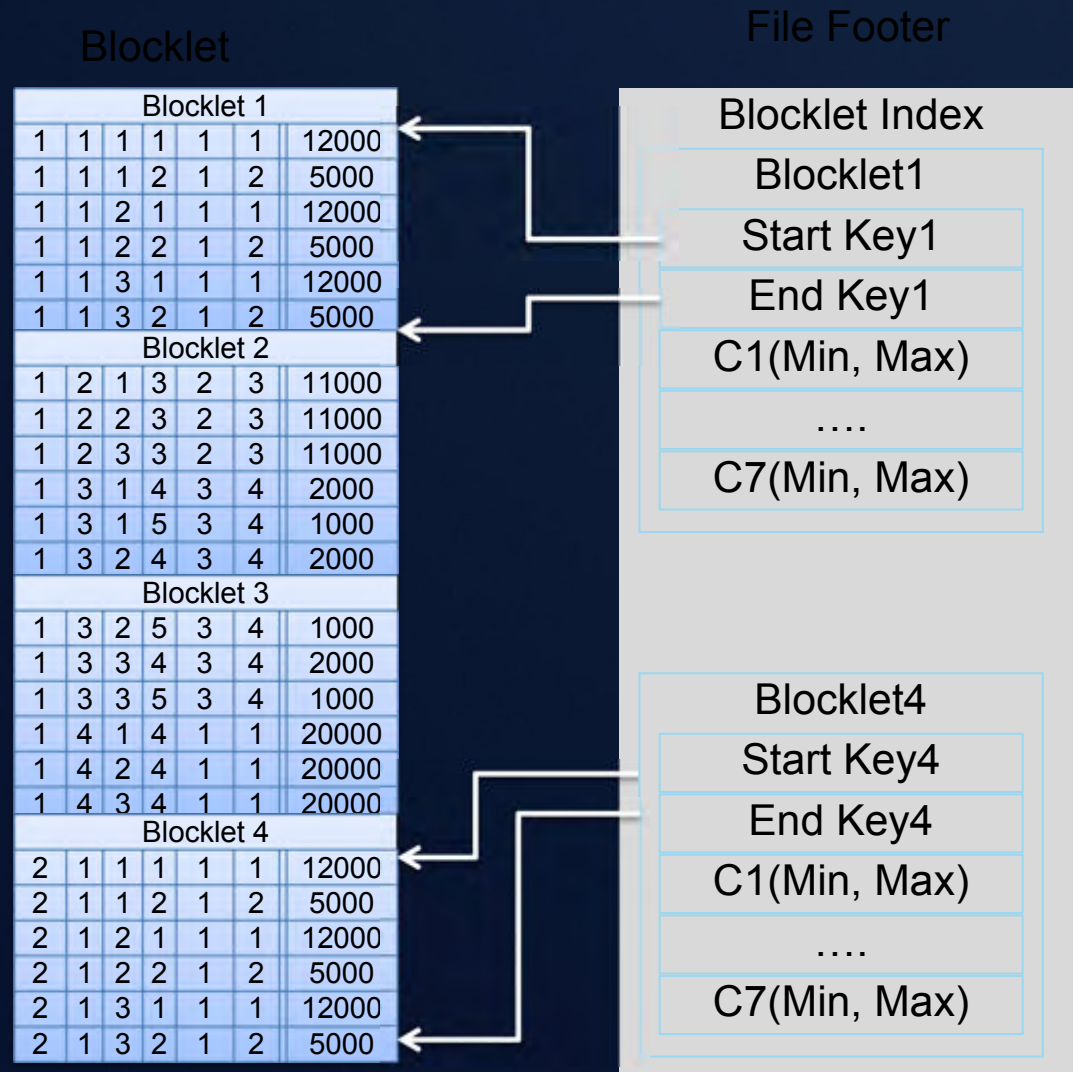 Blocklet
Blocklet 1
1 1 1 1 1 1 12000
1 1 1 2 1 2 5000
1 1 2 1 1 1 12000
1 1 2 2 1 2 5000
1 1 3 1 1 1 12000
1 1 3 2 1 2 5000
Blocklet 2
1 2 1 3 2 3 11000
1 2 2 3 2 3 11000
1 2 3 3 2 3 11000
1 3 1 4 3 4 2000
1 3 1 5 3 4 1000
1 3 2 4 3 4 2000
Blocklet 3
1 3 2 5 3 4 1000
1 3 3 4 3 4 2000
1 3 3 5 3 4 1000
1 4 1 4 1 1 20000
1 4 2 4 1 1 20000
1 4 3 4 1 1 20000
Blocklet 4
2 1 1 1 1 1 12000
2 1 1 2 1 2 5000
2 1 2 1 1 1 12000
2 1 2 2 1 2 5000
2 1 3 1 1 1 12000
2 1 3 2 1 2 5000
File Footer
Blocklet Index
Blocklet1
Start Key1
End Key1
C1(Min, Max)
….
C7(Min, Max)
Blocklet4
Start Key4
End Key4
C1(Min, Max)
….
C7(Min, Max)